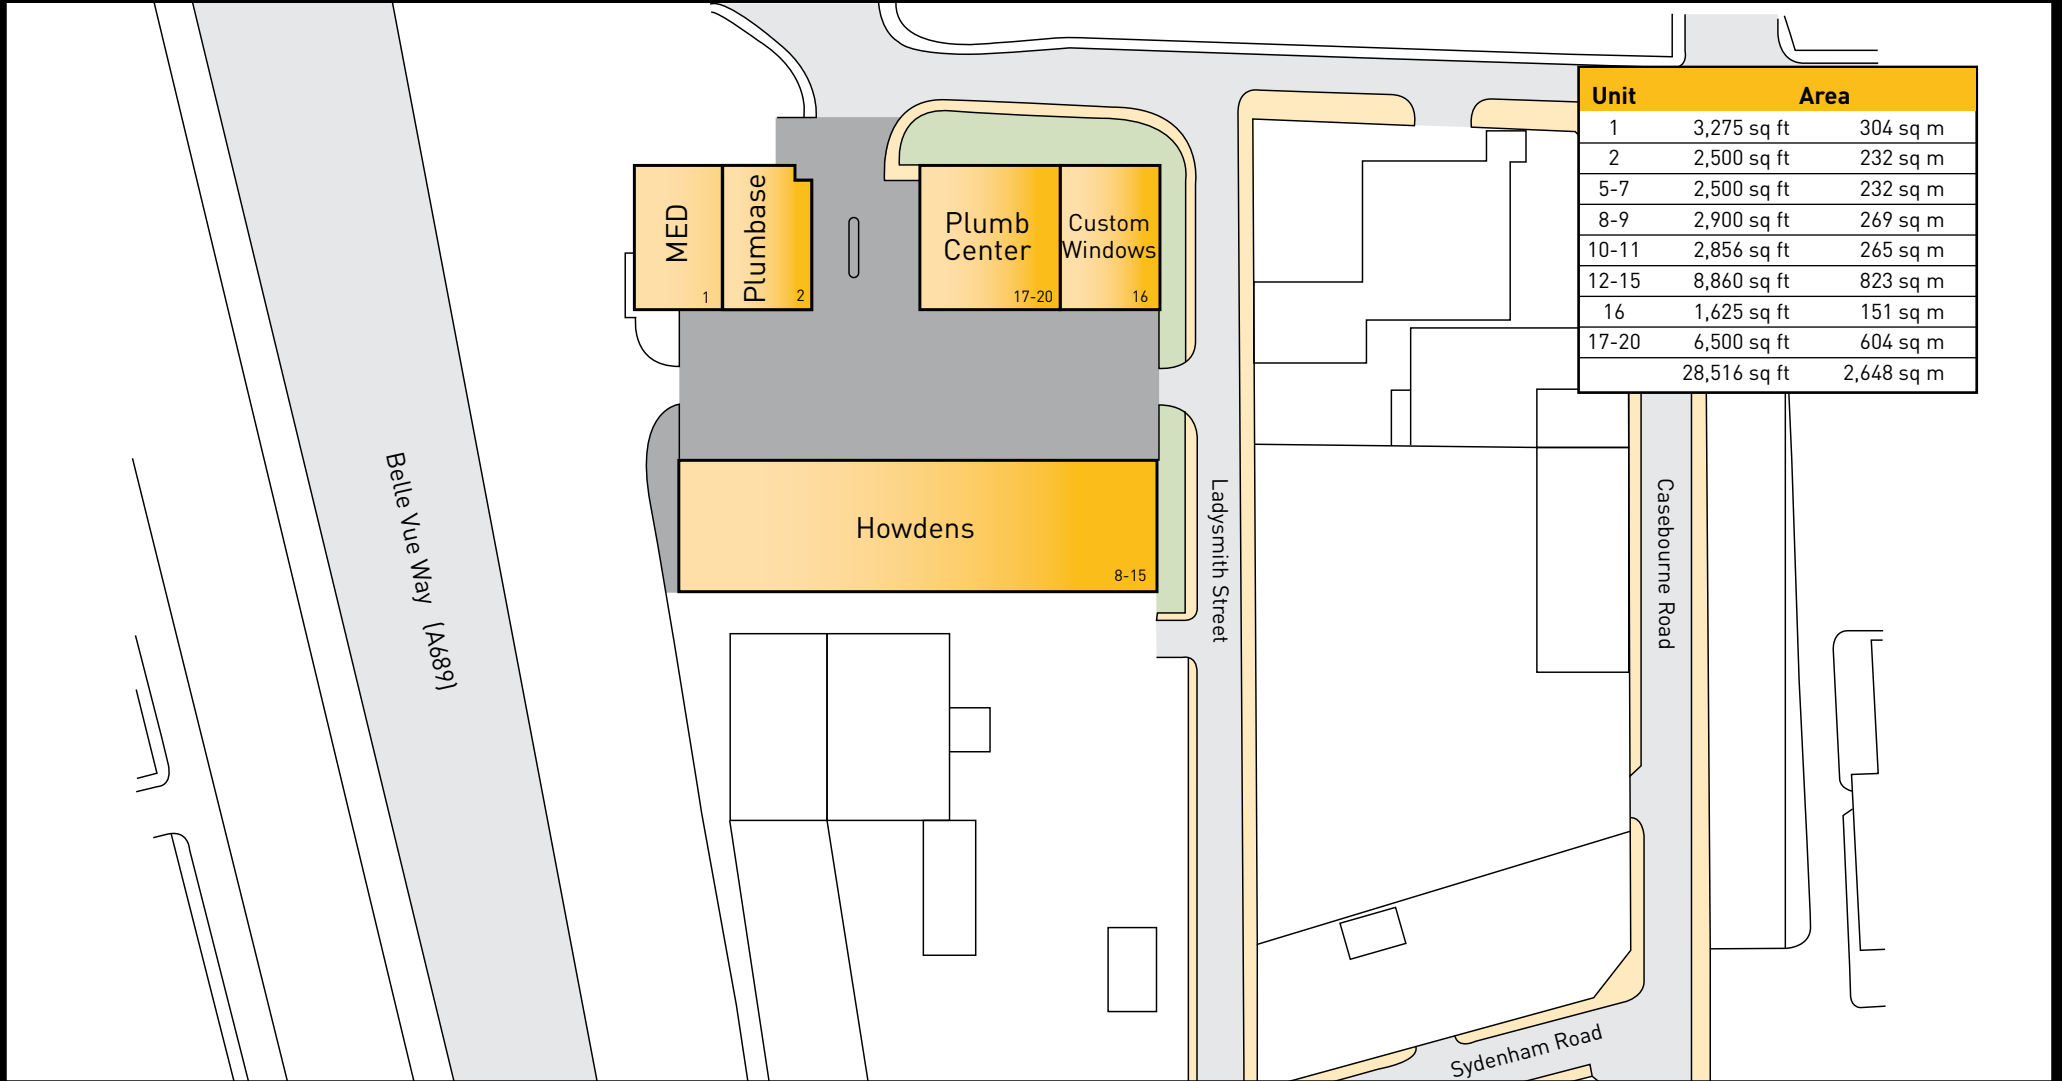 Unit Area
1 3,275 sq ft 304 sq m
2 2,500 sq ft 232 sq m
5-7 2,500 sq ft 232 sq m
8-9 2,900 sq ft 269 sq m
10-11 2,856 sq ft 265 sq m
12-15 8,860 sq ft 823 sq m
16 1,625 sq ft 151 sq m
17-20 6,500 sq ft 604 sq m
28,516 sq ft 2,648 sq m
MED
1
Plumbase
2
Plumb
Center
17-20
Custom
Windows
16
Howdens
8-15
Belle Vue Way (A689)
Ladysmith Street
Casebourne Road
Sydenham Road